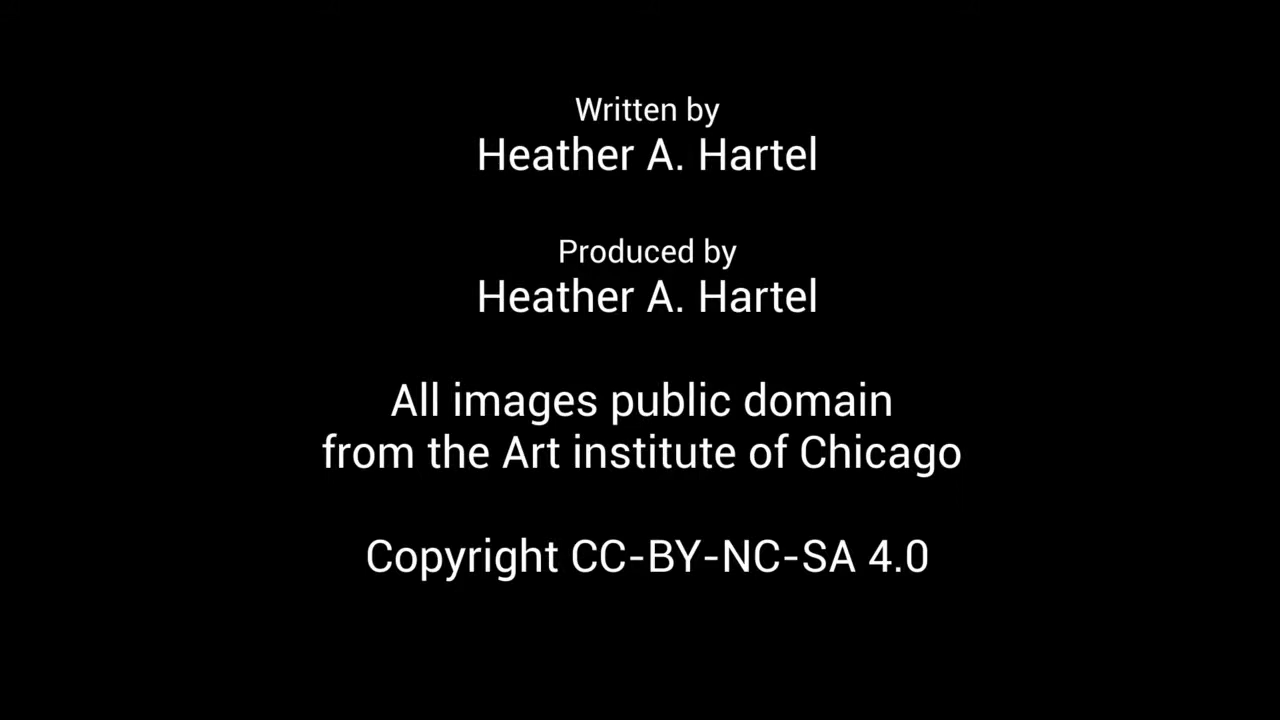 Written by
Heather A. Hartel
Produced by
Heather A. Hartel
All images public domain
from the Art institute of Chicago
Copyright CC-BY-NC-SA 4.0